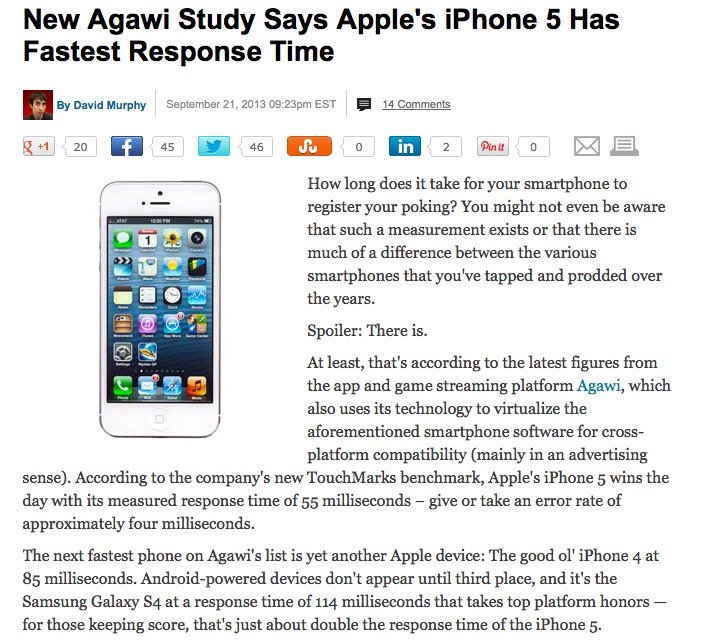 New Agawi Study Says Apple's iPhone 5 Has
Fastest Response Time
By David Murphy
September 21, 2013 09:23pm EST
14 Comments
g +1
20
f
45
46
0
in
2
Pin it
0
How long does it take for your smartphone to
register your poking? You might not even be aware
that such a measurement exists or that there is
much of a difference between the various
smartphones that you've tapped and prodded over
the years.
Spoiler: There is.
At least, that's according to the latest figures from
the app and game streaming platform Agawi, which
also uses its technology to virtualize the
aforementioned smartphone software for cross-
platform compatibility (mainly in an advertising
sense). According to the company's new TouchMarks benchmark, Apple's iPhone 5 wins the
day with its measured response time of 55 milliseconds – give or take an error rate of
approximately four milliseconds.
The next fastest phone on Agawi's list is yet another Apple device: The good ol' iPhone 4 at
85 milliseconds. Android-powered devices don't appear until third place, and it's the
Samsung Galaxy S4 at a response time of 114 milliseconds that takes top platform honors —
for those keeping score, that's just about double the response time of the iPhone 5.